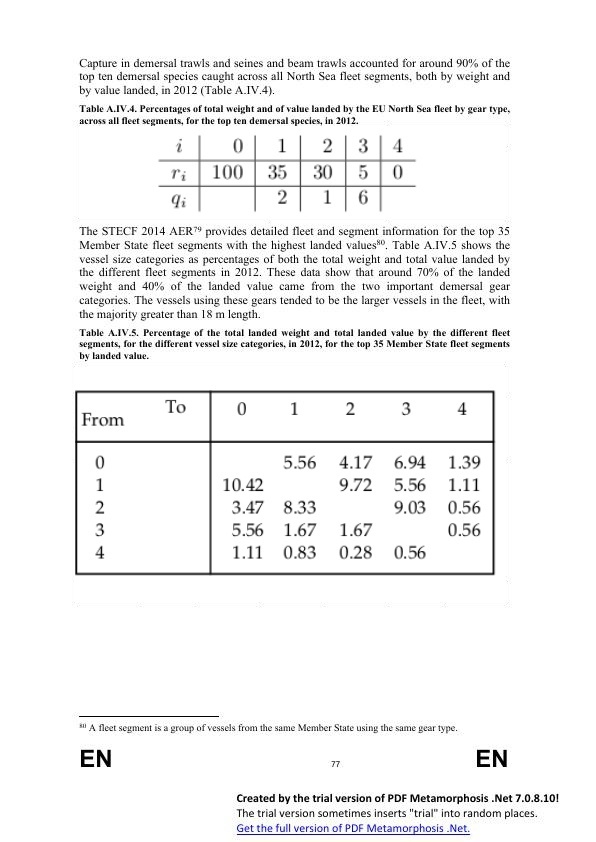 Capture in demersal trawls and seines and beam trawls accounted for around 90% of the
top ten demersal species caught across all North Sea fleet segments, both by weight and
by value landed, in 2012 (Table A.IV.4).
Table A.IV.4. Percentages of total weight and of value landed by the EU North Sea fleet by gear type,
across all fleet segments, for the top ten demersal species, in 2012.
i 0 1 2 3 4
rᵢ 100 35 30 5 0
qᵢ 2 1 6
The STECF 2014 AER⁷⁹ provides detailed fleet and segment information for the top 35
Member State fleet segments with the highest landed values⁸⁰. Table A.IV.5 shows the
vessel size categories as percentages of both the total weight and total value landed by
the different fleet segments in 2012. These data show that around 70% of the landed
weight and 40% of the landed value came from the two important demersal gear
categories. The vessels using these gears tended to be the larger vessels in the fleet, with
the majority greater than 18 m length.
Table A.IV.5. Percentage of the total landed weight and total landed value by the different fleet
segments, for the different vessel size categories, in 2012, for the top 35 Member State fleet segments
by landed value.
From To 0 1 2 3 4
0 5.56 4.17 6.94 1.39
1 10.42 9.72 5.56 1.11
2 3.47 8.33 9.03 0.56
3 5.56 1.67 1.67 0.56
4 1.11 0.83 0.28 0.56
⁸⁰ A fleet segment is a group of vessels from the same Member State using the same gear type.
EN 77 EN
Created by the trial version of PDF Metamorphosis .Net 7.0.8.10!
The trial version sometimes inserts "trial" into random places.
Get the full version of PDF Metamorphosis .Net.